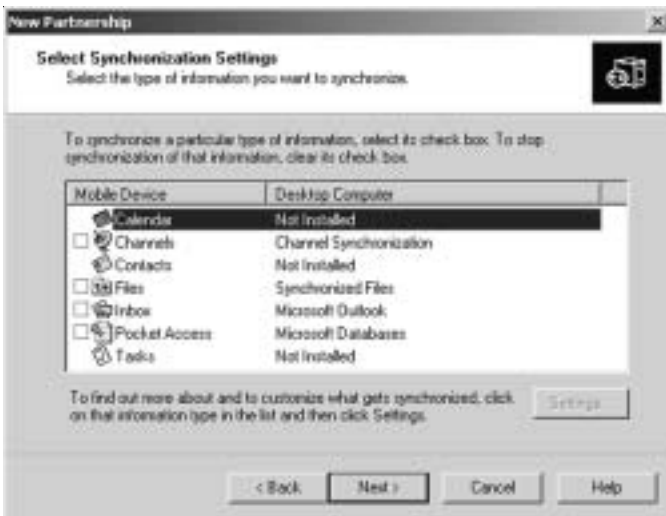 New Partnership
Select Synchronization Settings
Select the type of information you want to synchronize.
To synchronize a particular type of information, select its check box. To stop
synchronization of that information, clear its check box.
Mobile Device Desktop Computer
Calendar Not Installed
Channels Channel Synchronization
Contacts Not Installed
Files Synchronized Files
Inbox Microsoft Outlook
Pocket Access Microsoft Databases
Tasks Not Installed
To find out more about and to customize what gets synchronized, click
on that information type in the list and then click Settings.
Settings...
< Back Next > Cancel Help